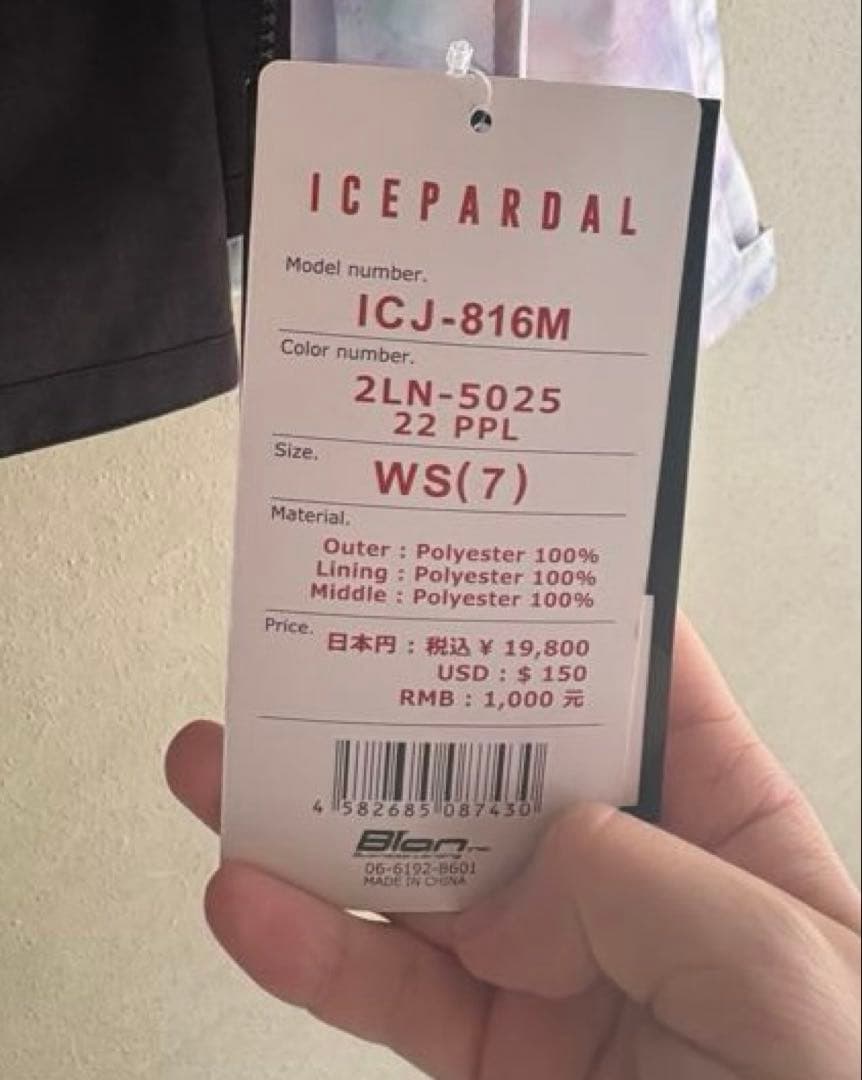 ICEPARDAL
Model number.
ICJ-816M
Color number.
2LN-5025
22 PPL
Size.
WS(7)
Material.
Outer : Polyester 100%
Lining : Polyester 100%
Middle : Polyester 100%
Price.
日本円 : 税込 ¥ 19,800
USD : $ 150
RMB : 1,000 元
4 582685 087430
Blan
06-6192-8601
MADE IN CHINA